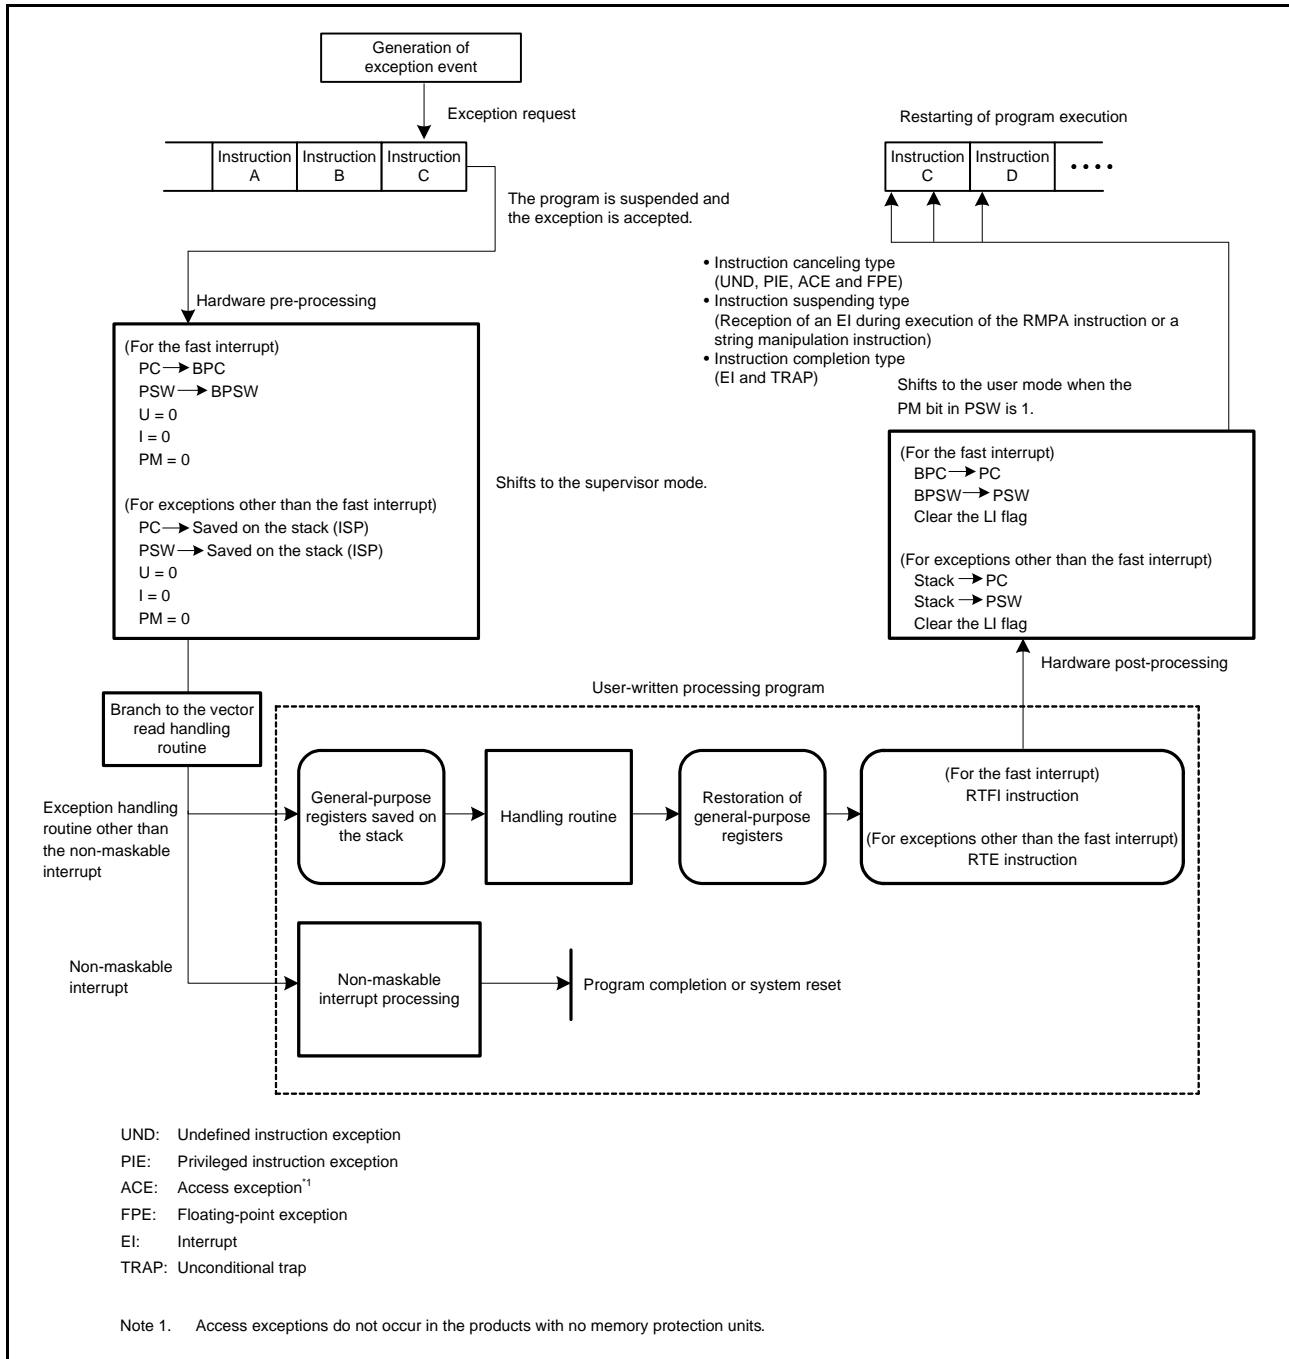 Generation of
exception event
Exception request
Restarting of program execution
Instruction
A
Instruction
B
Instruction
C
Instruction
C
Instruction
D
The program is suspended and
the exception is accepted.
• Instruction canceling type
(UND, PIE, ACE and FPE)
• Instruction suspending type
(Reception of an EI during execution of the RMPA instruction or a
string manipulation instruction)
• Instruction completion type
(EI and TRAP)
Hardware pre-processing
(For the fast interrupt)
PC → BPC
PSW → BPSW
U = 0
I = 0
PM = 0
(For exceptions other than the fast interrupt)
PC → Saved on the stack (ISP)
PSW → Saved on the stack (ISP)
U = 0
I = 0
PM = 0
Shifts to the supervisor mode.
Shifts to the user mode when the
PM bit in PSW is 1.
(For the fast interrupt)
BPC → PC
BPSW → PSW
Clear the LI flag
(For exceptions other than the fast interrupt)
Stack → PC
Stack → PSW
Clear the LI flag
Hardware post-processing
User-written processing program
Branch to the vector
read handling
routine
Exception handling
routine other than
the non-maskable
interrupt
General-purpose
registers saved on
the stack
Handling routine
Restoration of
general-purpose
registers
(For the fast interrupt)
RTFI instruction
(For exceptions other than the fast interrupt)
RTE instruction
Non-maskable
interrupt
Non-maskable
interrupt processing
Program completion or system reset
UND: Undefined instruction exception
PIE: Privileged instruction exception
ACE: Access exception*1
FPE: Floating-point exception
EI: Interrupt
TRAP: Unconditional trap
Note 1. Access exceptions do not occur in the products with no memory protection units.